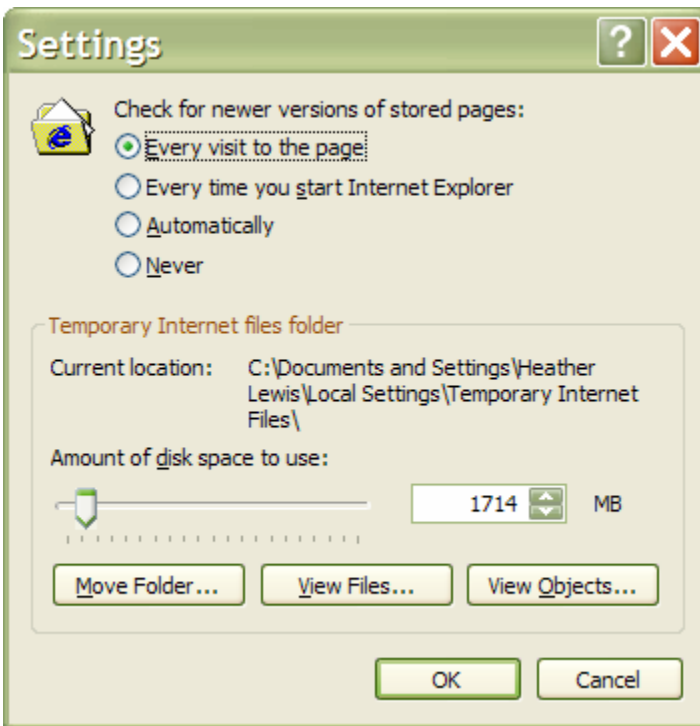 Settings
?
Check for newer versions of stored pages:
Every visit to the page
Every time you start Internet Explorer
Automatically
Never
Temporary Internet files folder
Current location: C:\Documents and Settings\Heather
Lewis\Local Settings\Temporary Internet
Files\
Amount of disk space to use:
1714 MB
Move Folder... View Files... View Objects...
OK Cancel